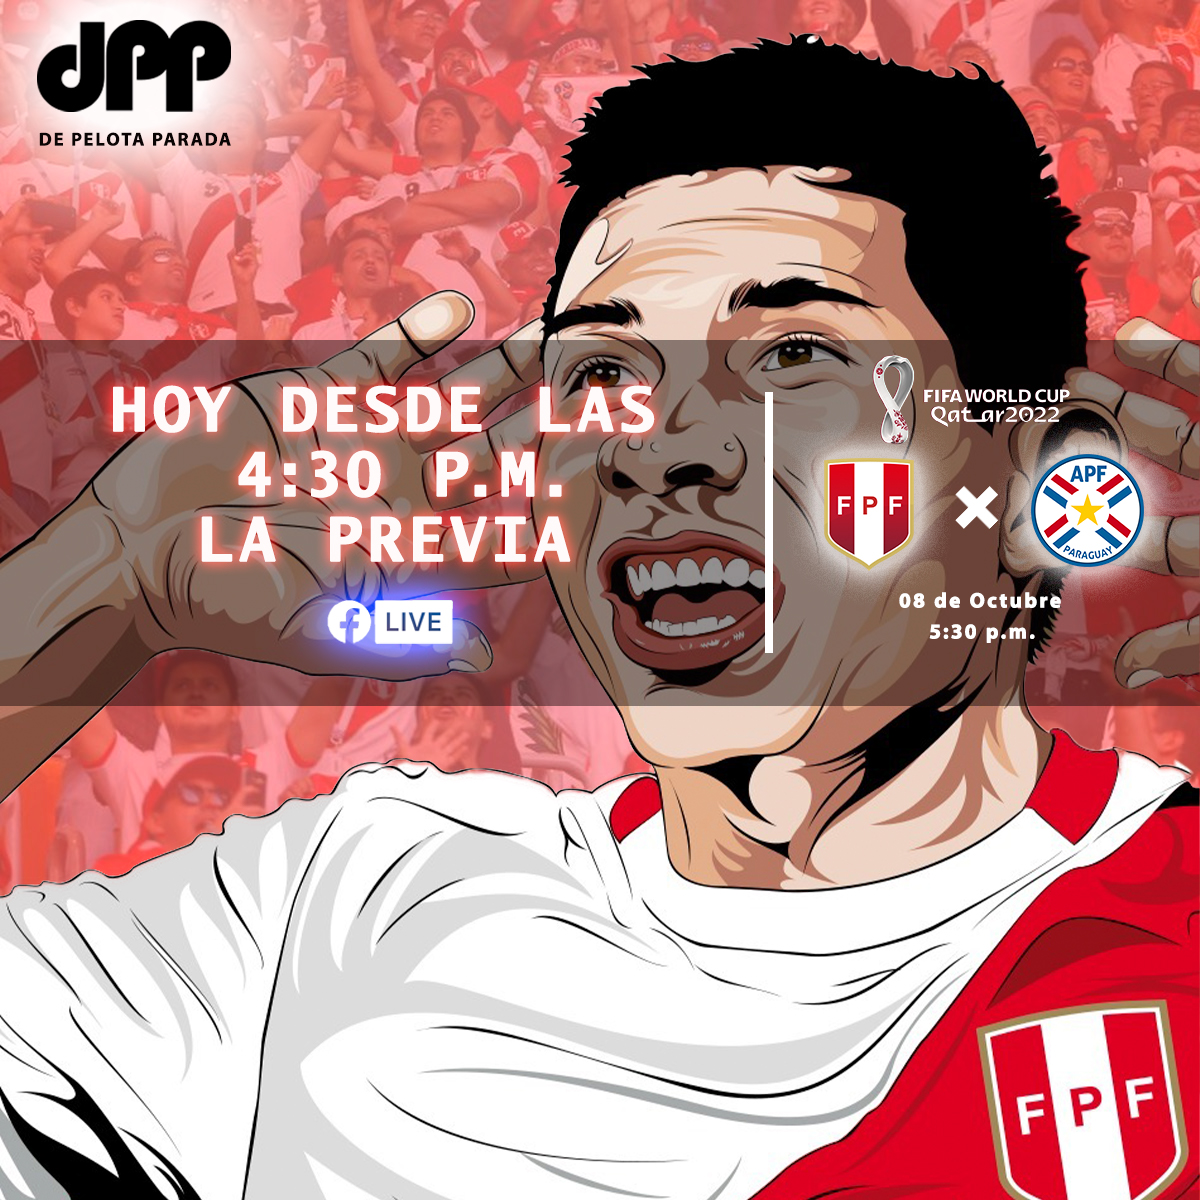 dPP
DE PELOTA PARADA
HOY DESDE LAS
4:30 P.M.
LA PREVIA
f LIVE
FIFA WORLD CUP
Qatar2022
FPF
APF
PARAGUAY
08 de Octubre
5:30 p.m.
FPF